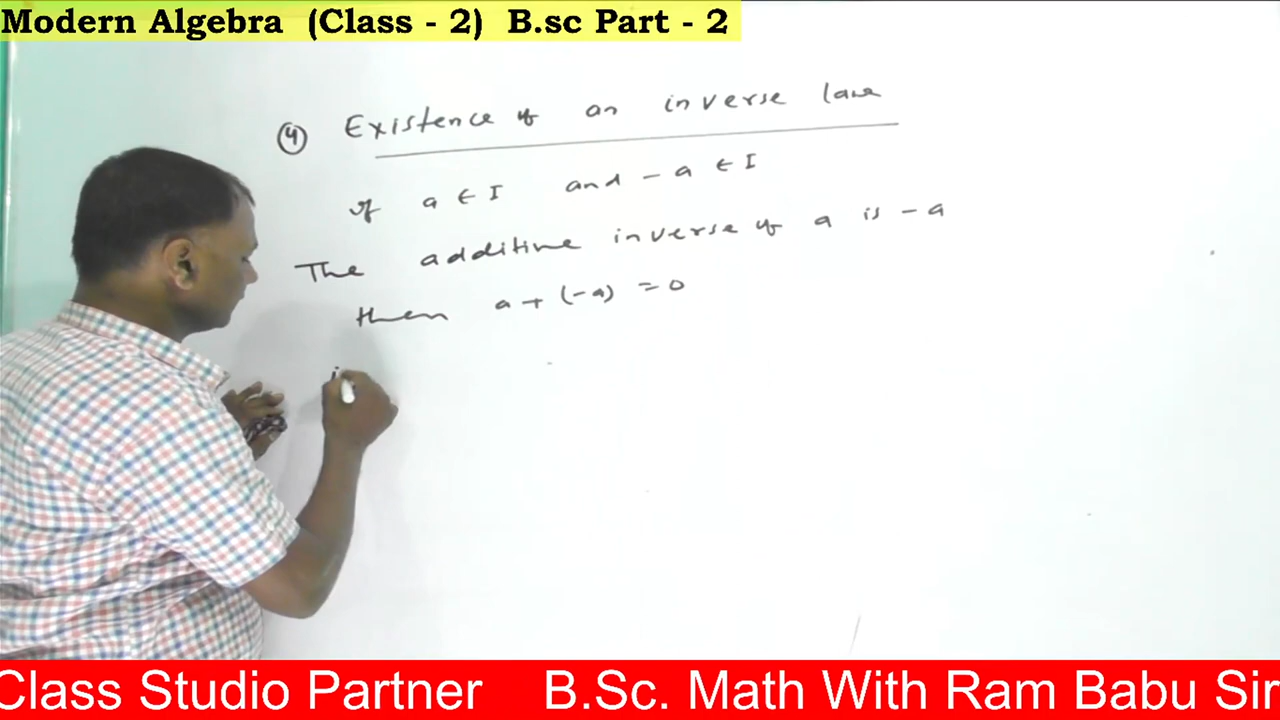 Modern Algebra (Class - 2) B.sc Part - 2
④ Existence of an inverse law
If a ∈ I and - a ∈ I
The additive inverse of a is - a
then a + (-a) = 0
Class Studio Partner B.Sc. Math With Ram Babu Sir